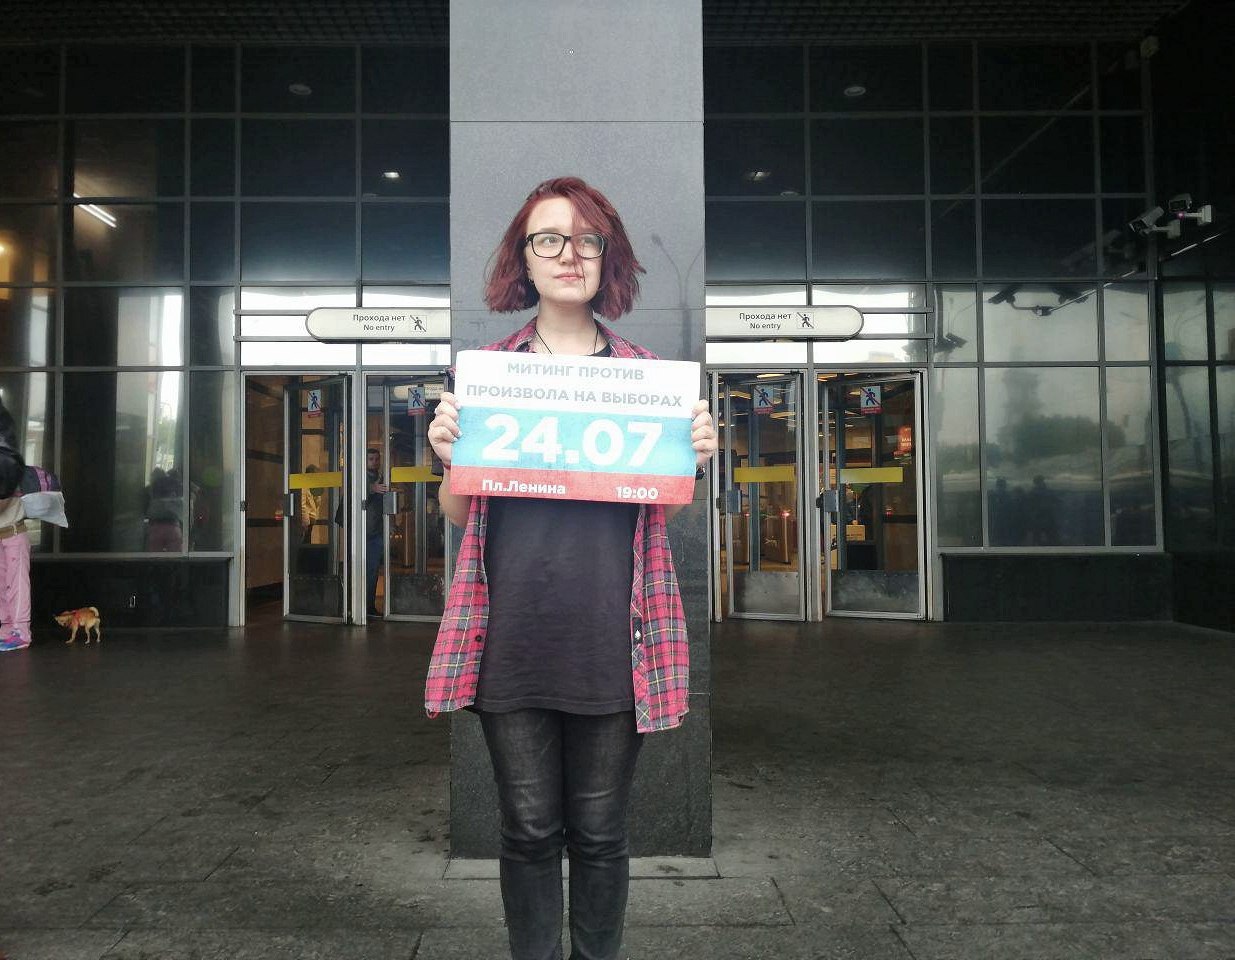 Прохода нет
No entry
Прохода нет
No entry
МИТИНГ ПРОТИВ
ПРОИЗВОЛА НА ВЫБОРАХ
24.07
Пл.Ленина 19:00